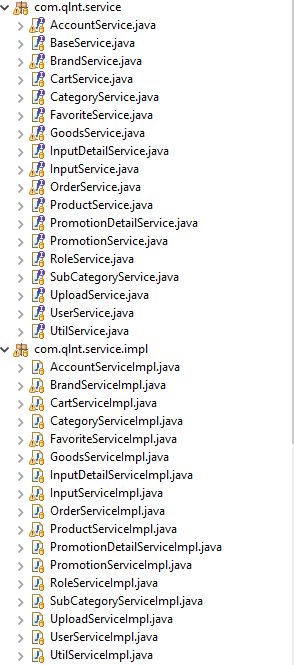 com.qlnt.service
AccountService.java
BaseService.java
BrandService.java
CartService.java
CategoryService.java
FavoriteService.java
GoodsService.java
InputDetailService.java
InputService.java
OrderService.java
ProductService.java
PromotionDetailService.java
PromotionService.java
RoleService.java
SubCategoryService.java
UploadService.java
UserService.java
UtilService.java
com.qlnt.service.impl
AccountServiceImpl.java
BrandServiceImpl.java
CartServiceImpl.java
CategoryServiceImpl.java
FavoriteServiceImpl.java
GoodsServiceImpl.java
InputDetailServiceImpl.java
InputServiceImpl.java
OrderServiceImpl.java
ProductServiceImpl.java
PromotionDetailServiceImpl.java
PromotionServiceImpl.java
RoleServiceImpl.java
SubCategoryServiceImpl.java
UploadServiceImpl.java
UserServiceImpl.java
UtilServiceImpl.java